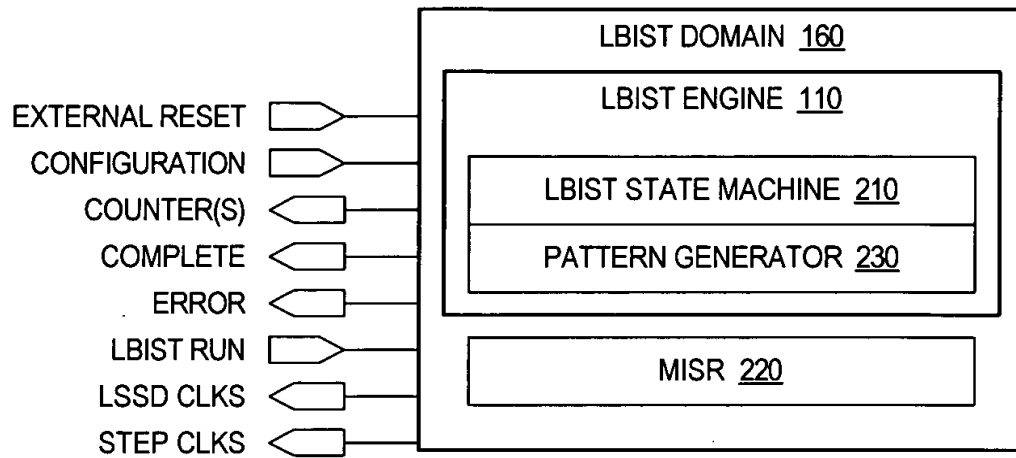 LBIST DOMAIN 160
LBIST ENGINE 110
EXTERNAL RESET
CONFIGURATION
LBIST STATE MACHINE 210
COUNTER(S)
COMPLETE
PATTERN GENERATOR 230
ERROR
LBIST RUN
MISR 220
LSSD CLKS
STEP CLKS